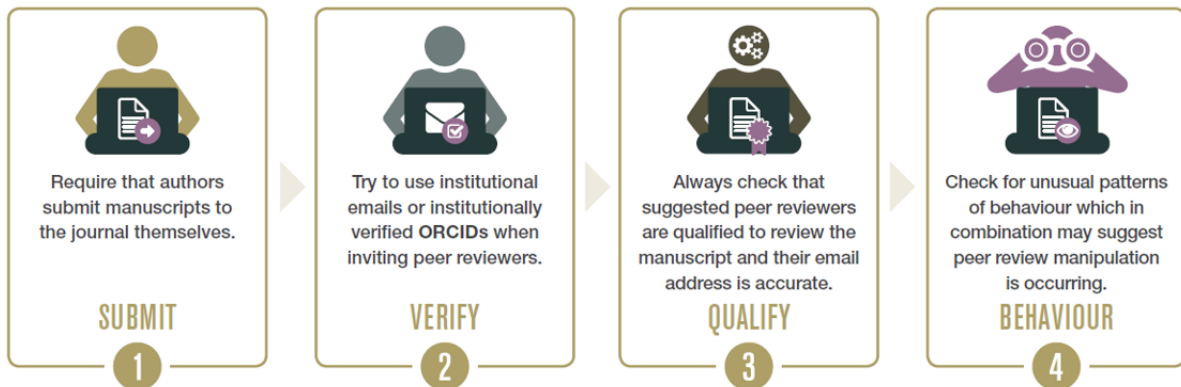 Require that authors
submit manuscripts to
the journal themselves.
SUBMIT
1
Try to use institutional
emails or institutionally
verified ORCIDs when
inviting peer reviewers.
VERIFY
2
Always check that
suggested peer reviewers
are qualified to review the
manuscript and their email
address is accurate.
QUALIFY
3
Check for unusual patterns
of behaviour which in
combination may suggest
peer review manipulation
is occurring.
BEHAVIOUR
4